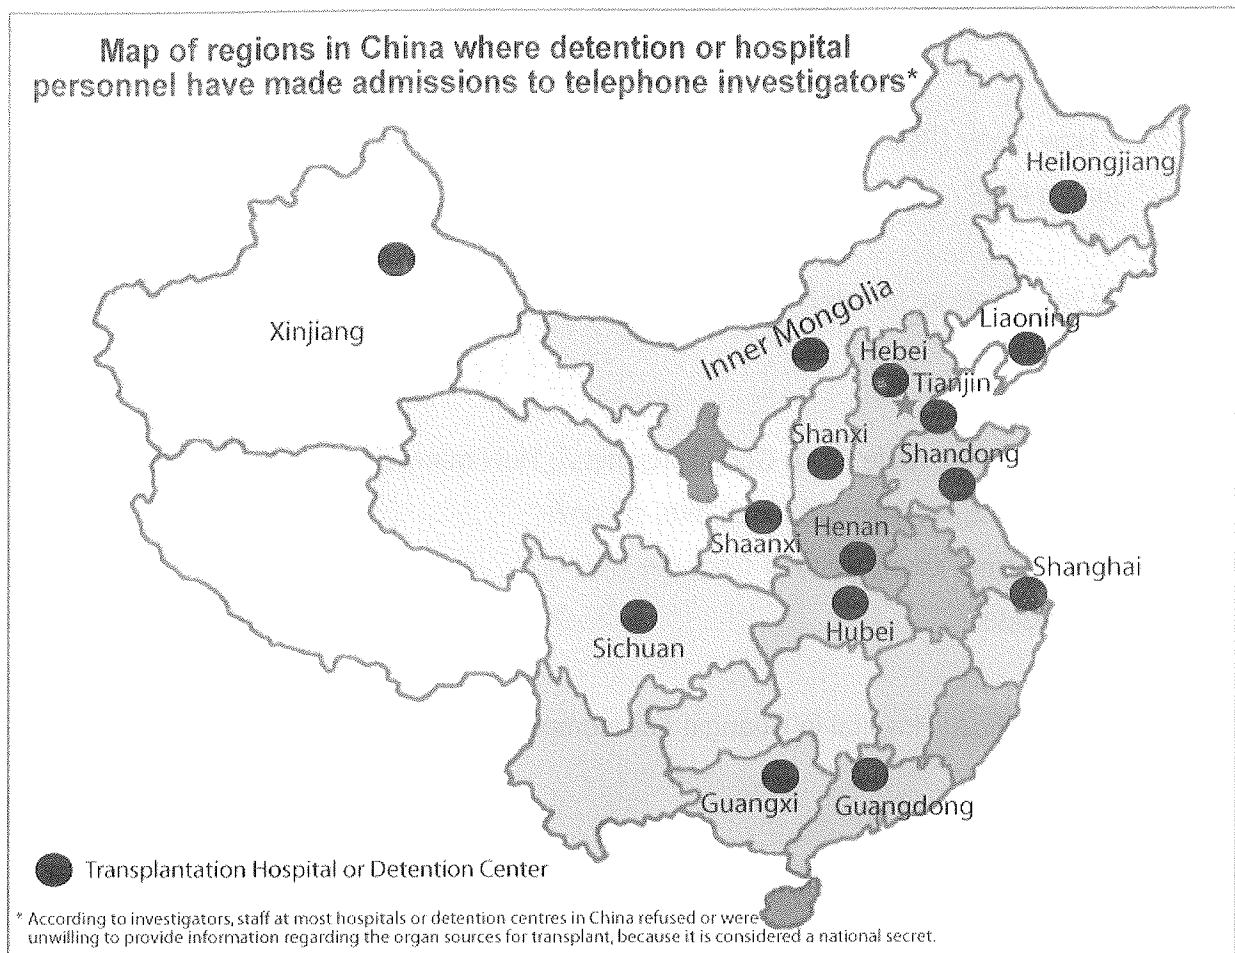 Map of regions in China where detention or hospital
personnel have made admissions to telephone investigators*
Heilongjiang
Xinjiang
Inner Mongolia
Liaoning
Hebei
Tianjin
Shanxi
Shandong
Shaanxi
Henan
Shanghai
Hubei
Sichuan
Guangxi
Guangdong
Transplantation Hospital or Detention Center
* According to investigators, staff at most hospitals or detention centres in China refused or were
unwilling to provide information regarding the organ sources for transplant, because it is considered a national secret.